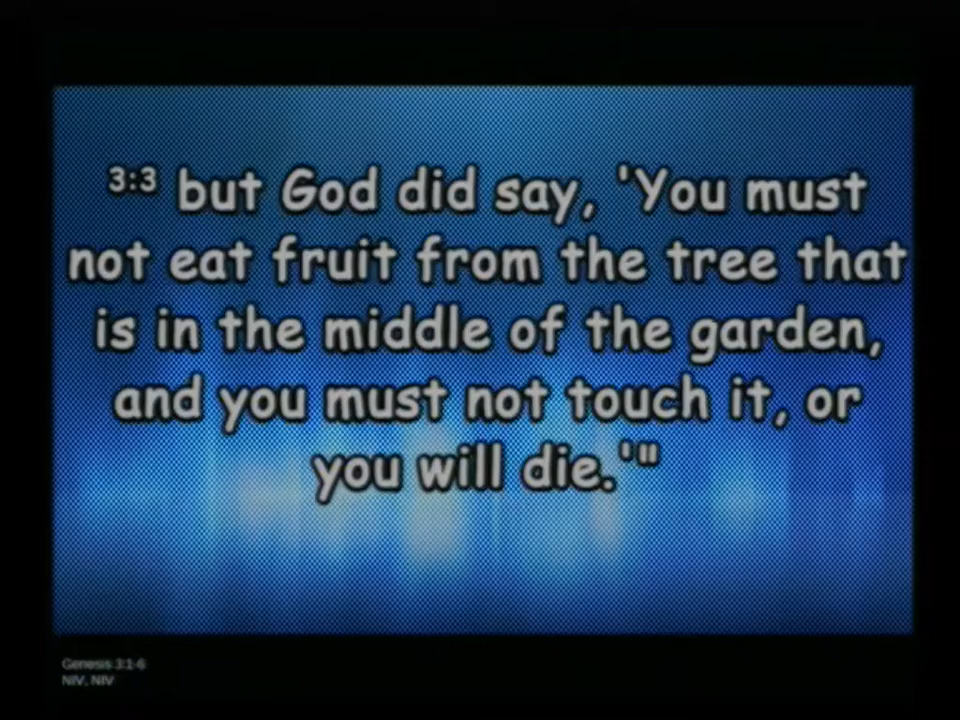 3:3 but God did say, 'You must
not eat fruit from the tree that
is in the middle of the garden,
and you must not touch it, or
you will die.'"
Genesis 3:1-6
NIV, NIV